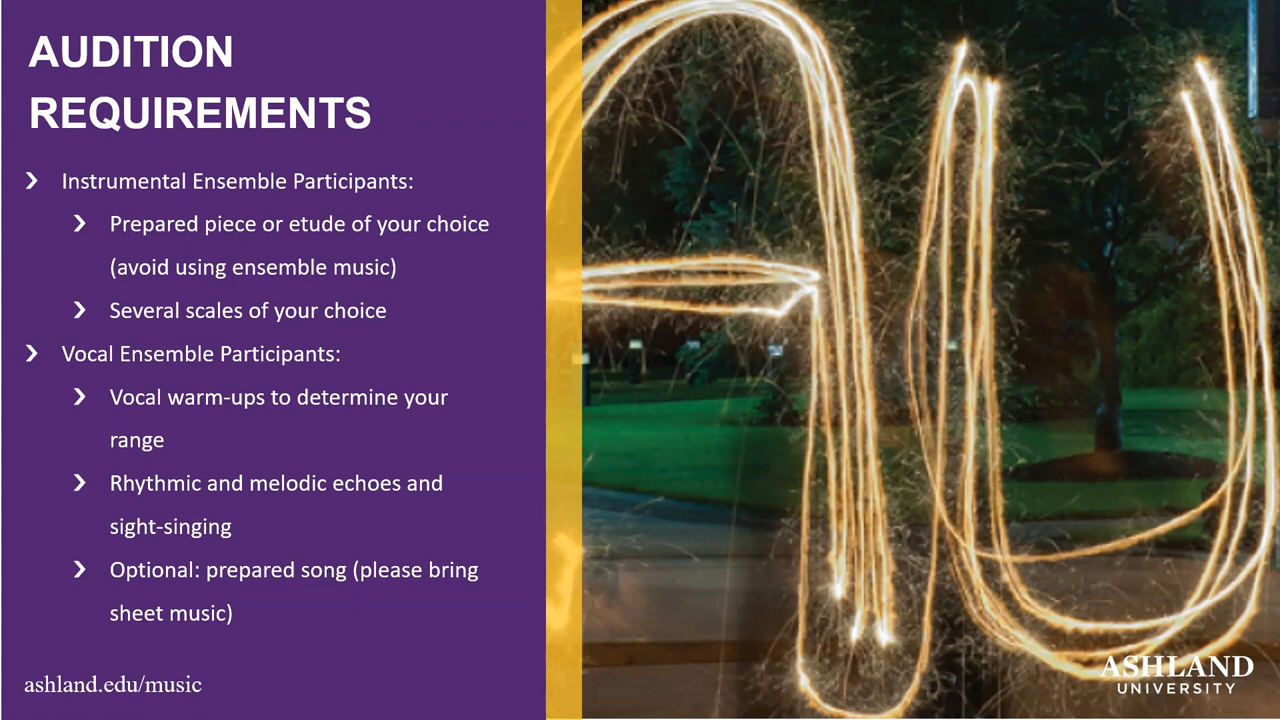 AUDITION
REQUIREMENTS
❯ Instrumental Ensemble Participants:
❯ Prepared piece or etude of your choice
(avoid using ensemble music)
❯ Several scales of your choice
❯ Vocal Ensemble Participants:
❯ Vocal warm-ups to determine your
range
❯ Rhythmic and melodic echoes and
sight-singing
❯ Optional: prepared song (please bring
sheet music)
ashland.edu/music
AU
ASHLAND
UNIVERSITY